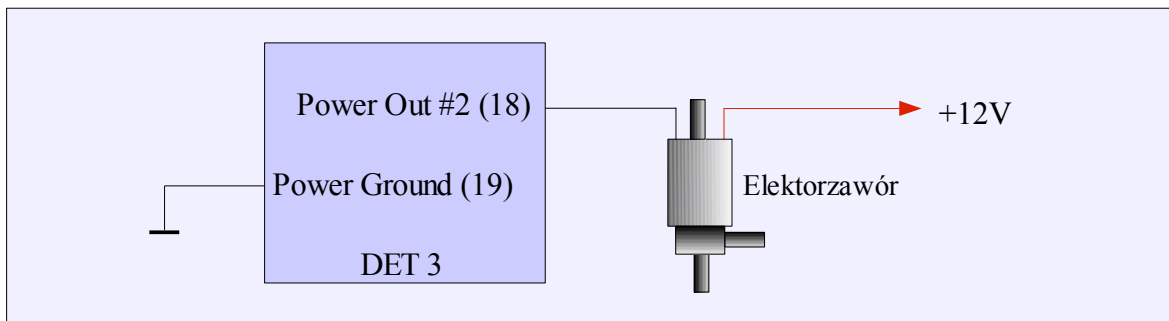 Power Out #2 (18)
+12V
Power Ground (19)
Elektorzawór
DET 3